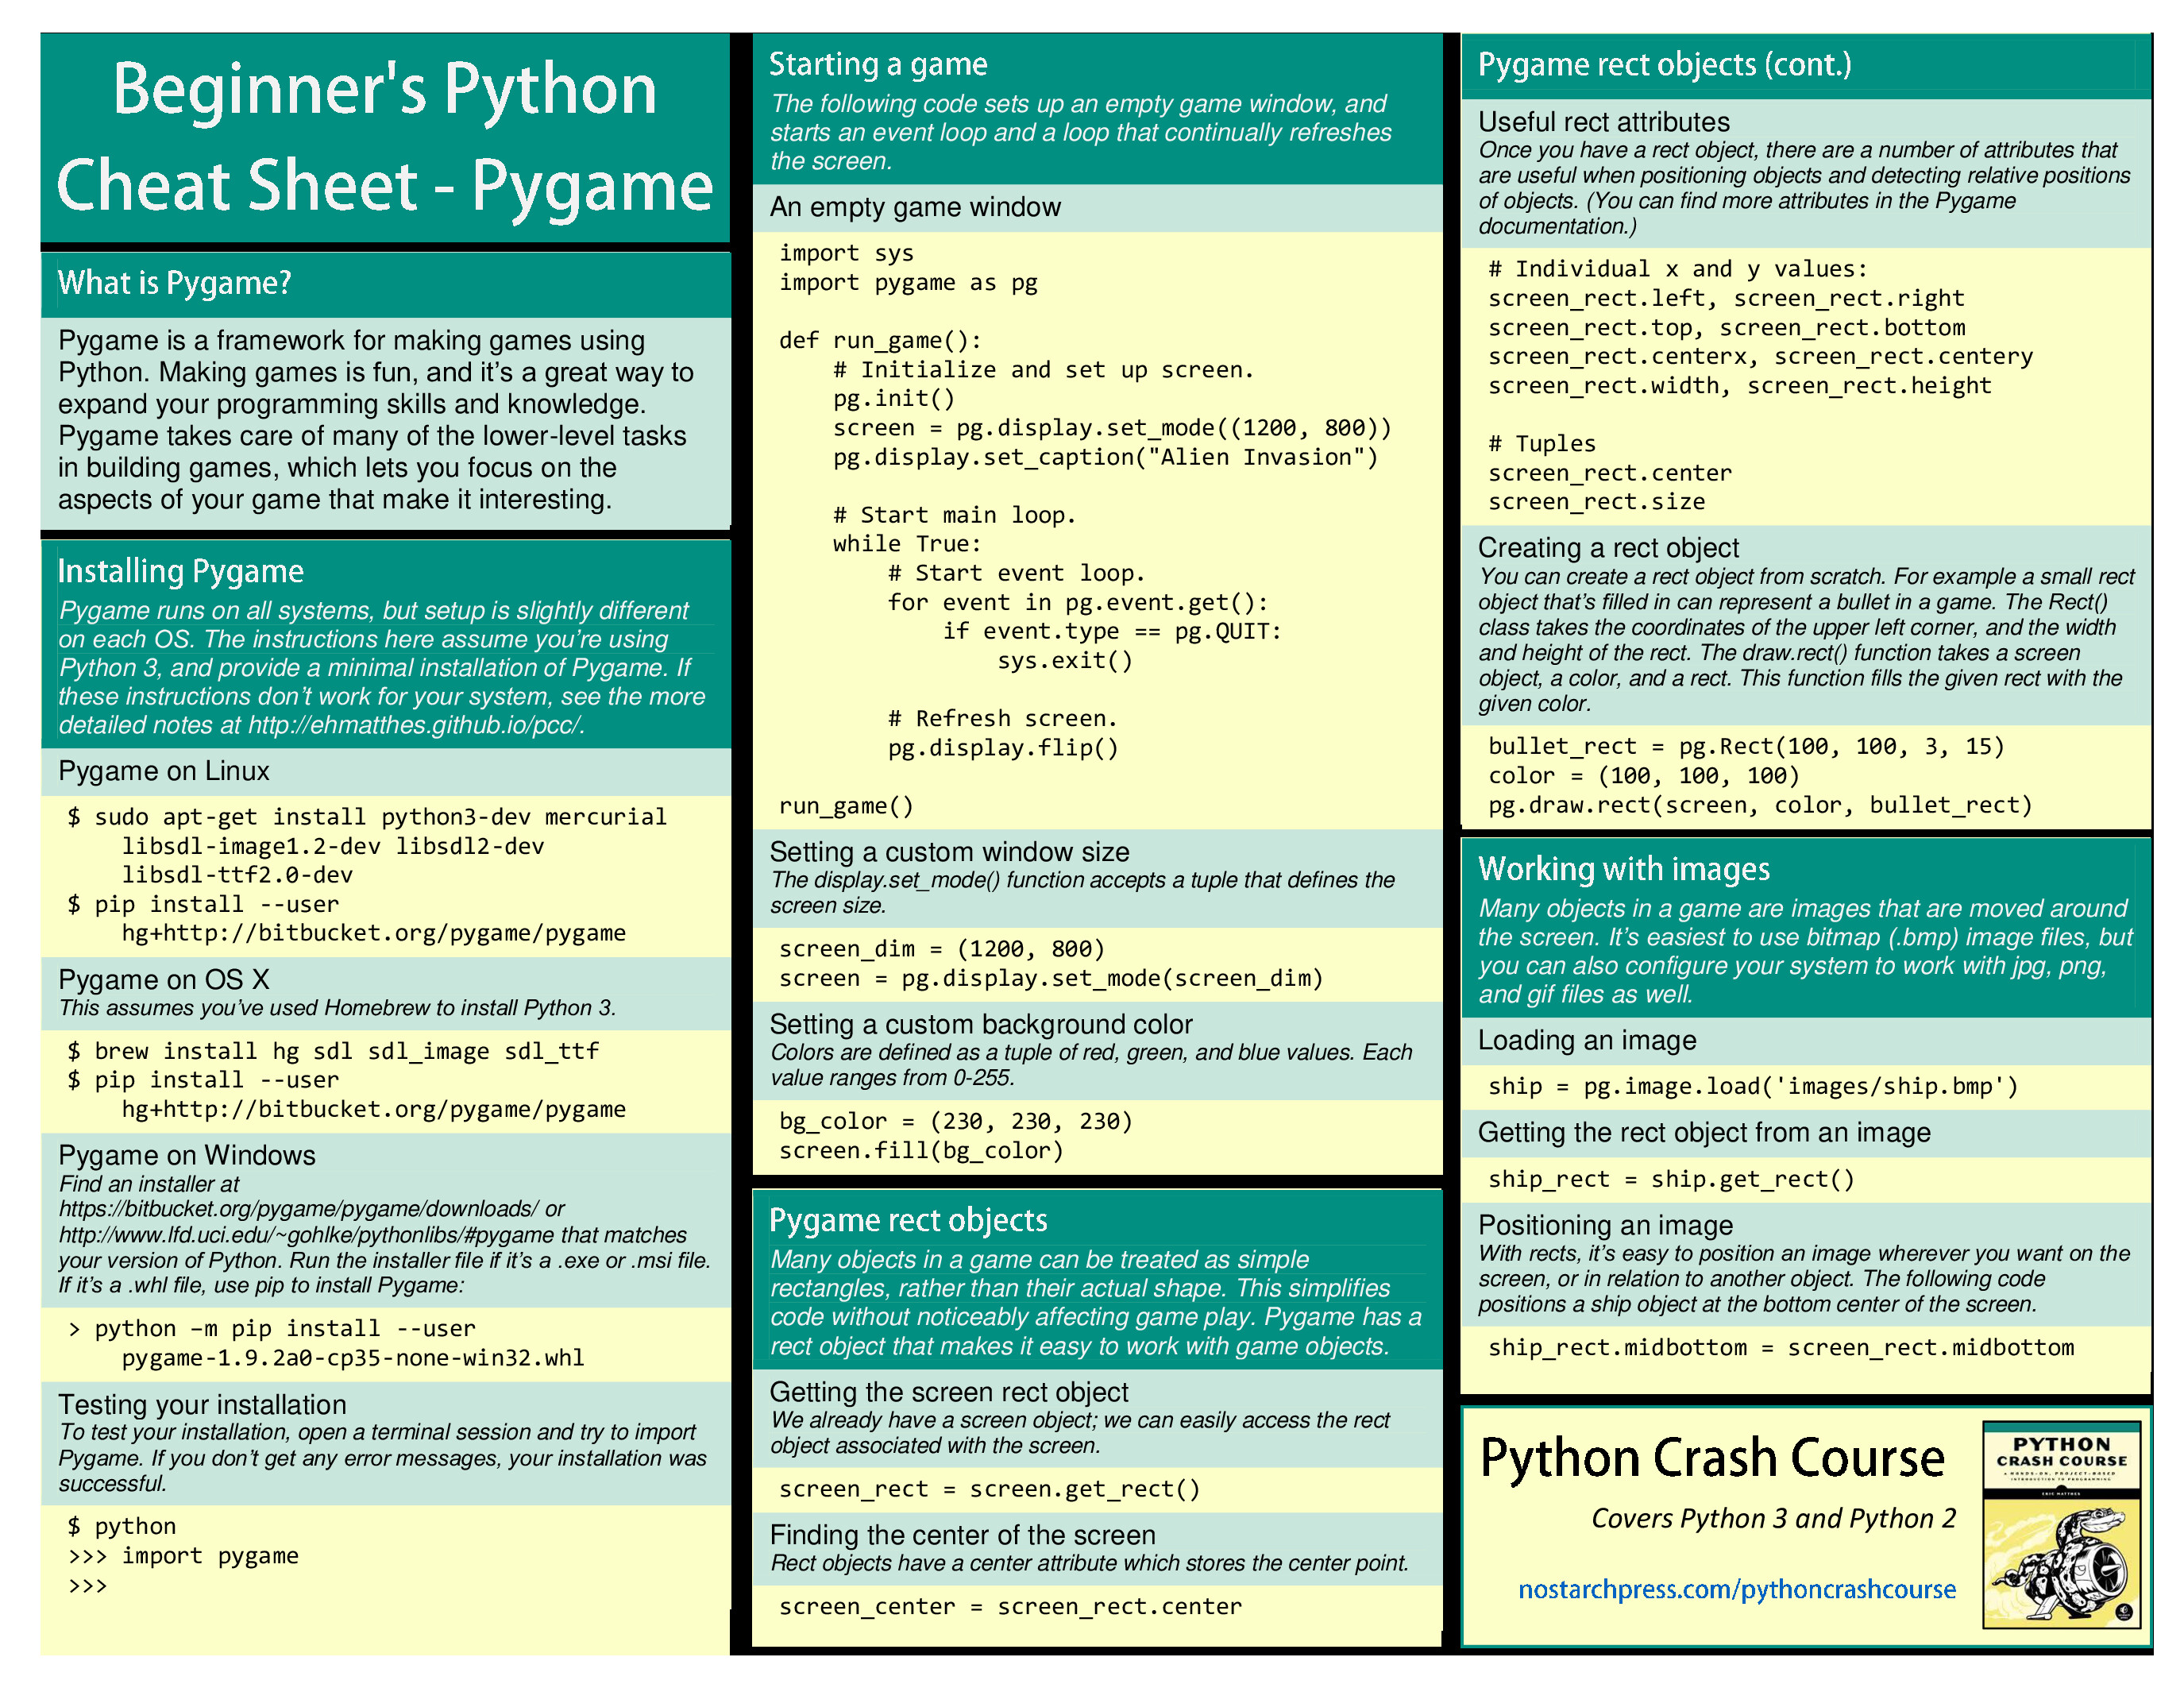 Beginner's Python
Cheat Sheet - Pygame
What is Pygame?
Pygame is a framework for making games using
Python. Making games is fun, and it’s a great way to
expand your programming skills and knowledge.
Pygame takes care of many of the lower-level tasks
in building games, which lets you focus on the
aspects of your game that make it interesting.
Installing Pygame
Pygame runs on all systems, but setup is slightly different
on each OS. The instructions here assume you’re using
Python 3, and provide a minimal installation of Pygame. If
these instructions don’t work for your system, see the more
detailed notes at http://ehmatthes.github.io/pcc/.
Pygame on Linux
$ sudo apt-get install python3-dev mercurial
    libsdl-image1.2-dev libsdl2-dev
    libsdl-ttf2.0-dev
$ pip install --user
    hg+http://bitbucket.org/pygame/pygame
Pygame on OS X
This assumes you’ve used Homebrew to install Python 3.
$ brew install hg sdl sdl_image sdl_ttf
$ pip install --user
    hg+http://bitbucket.org/pygame/pygame
Pygame on Windows
Find an installer at
https://bitbucket.org/pygame/pygame/downloads/ or
http://www.lfd.uci.edu/~gohlke/pythonlibs/#pygame that matches
your version of Python. Run the installer file if it’s a .exe or .msi file.
If it’s a .whl file, use pip to install Pygame:
> python –m pip install --user
    pygame-1.9.2a0-cp35-none-win32.whl
Testing your installation
To test your installation, open a terminal session and try to import
Pygame. If you don’t get any error messages, your installation was
successful.
$ python
>>> import pygame
>>>
Starting a game
The following code sets up an empty game window, and
starts an event loop and a loop that continually refreshes
the screen.
An empty game window
import sys
import pygame as pg
def run_game():
    # Initialize and set up screen.
    pg.init()
    screen = pg.display.set_mode((1200, 800))
    pg.display.set_caption("Alien Invasion")
    # Start main loop.
    while True:
        # Start event loop.
        for event in pg.event.get():
            if event.type == pg.QUIT:
                sys.exit()
        # Refresh screen.
        pg.display.flip()
run_game()
Setting a custom window size
The display.set_mode() function accepts a tuple that defines the
screen size.
screen_dim = (1200, 800)
screen = pg.display.set_mode(screen_dim)
Setting a custom background color
Colors are defined as a tuple of red, green, and blue values. Each
value ranges from 0-255.
bg_color = (230, 230, 230)
screen.fill(bg_color)
Pygame rect objects
Many objects in a game can be treated as simple
rectangles, rather than their actual shape. This simplifies
code without noticeably affecting game play. Pygame has a
rect object that makes it easy to work with game objects.
Getting the screen rect object
We already have a screen object; we can easily access the rect
object associated with the screen.
screen_rect = screen.get_rect()
Finding the center of the screen
Rect objects have a center attribute which stores the center point.
screen_center = screen_rect.center
Pygame rect objects (cont.)
Useful rect attributes
Once you have a rect object, there are a number of attributes that
are useful when positioning objects and detecting relative positions
of objects. (You can find more attributes in the Pygame
documentation.)
# Individual x and y values:
screen_rect.left, screen_rect.right
screen_rect.top, screen_rect.bottom
screen_rect.centerx, screen_rect.centery
screen_rect.width, screen_rect.height
# Tuples
screen_rect.center
screen_rect.size
Creating a rect object
You can create a rect object from scratch. For example a small rect
object that’s filled in can represent a bullet in a game. The Rect()
class takes the coordinates of the upper left corner, and the width
and height of the rect. The draw.rect() function takes a screen
object, a color, and a rect. This function fills the given rect with the
given color.
bullet_rect = pg.Rect(100, 100, 3, 15)
color = (100, 100, 100)
pg.draw.rect(screen, color, bullet_rect)
Working with images
Many objects in a game are images that are moved around
the screen. It’s easiest to use bitmap (.bmp) image files, but
you can also configure your system to work with jpg, png,
and gif files as well.
Loading an image
ship = pg.image.load('images/ship.bmp')
Getting the rect object from an image
ship_rect = ship.get_rect()
Positioning an image
With rects, it’s easy to position an image wherever you want on the
screen, or in relation to another object. The following code
positions a ship object at the bottom center of the screen.
ship_rect.midbottom = screen_rect.midbottom
Python Crash Course
Covers Python 3 and Python 2
nostarchpress.com/pythoncrashcourse
PYTHON
CRASH COURSE
A HANDS-ON, PROJECT-BASED
INTRODUCTION TO PROGRAMMING
ERIC MATTHES